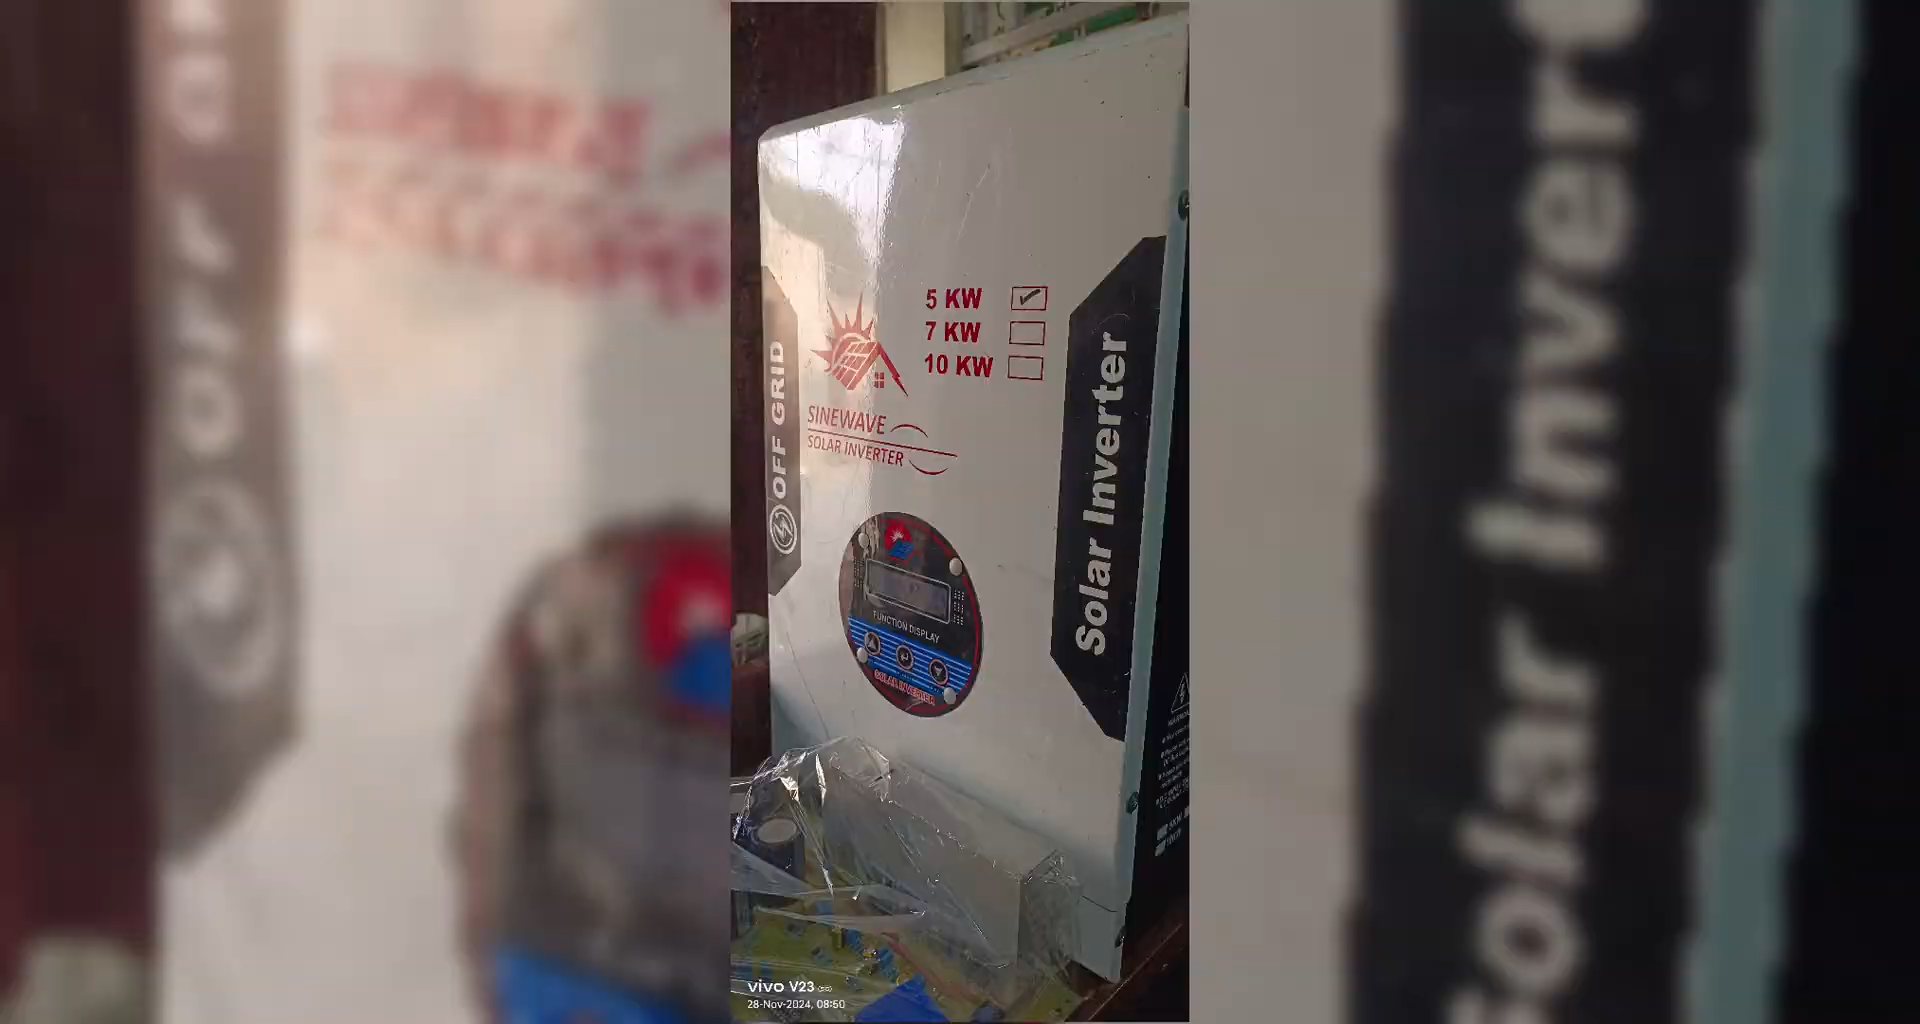 5 KW
7 KW
10 KW
OFF GRID
SINEWAVE
SOLAR INVERTER
Solar Inverter
FUNCTION DISPLAY
SOLAR INVERTER
vivo V23 5G
28-Nov-2024, 08:50